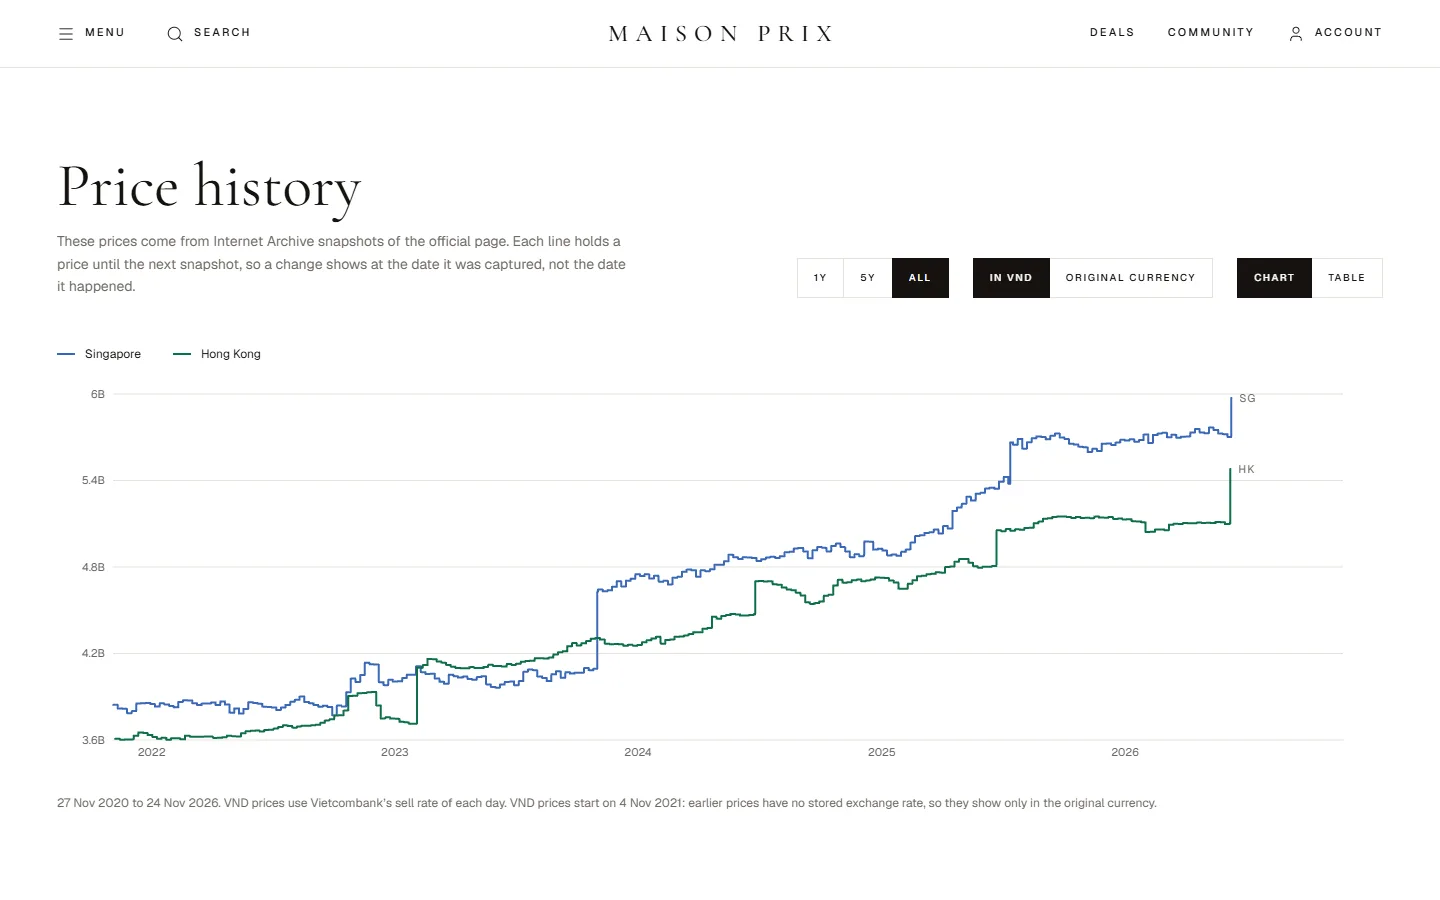 MENU
SEARCH
MAISON PRIX
DEALS
COMMUNITY
ACCOUNT
Price history
These prices come from Internet Archive snapshots of the official page. Each line holds a
price until the next snapshot, so a change shows at the date it was captured, not the date
it happened.
1Y
5Y
ALL
IN VND
ORIGINAL CURRENCY
CHART
TABLE
Singapore
Hong Kong
6B
SG
HK
5.4B
4.8B
4.2B
3.6B
2022
2023
2024
2025
2026
27 Nov 2020 to 24 Nov 2026. VND prices use Vietcombank's sell rate of each day. VND prices start on 4 Nov 2021: earlier prices have no stored exchange rate, so they show only in the original currency.